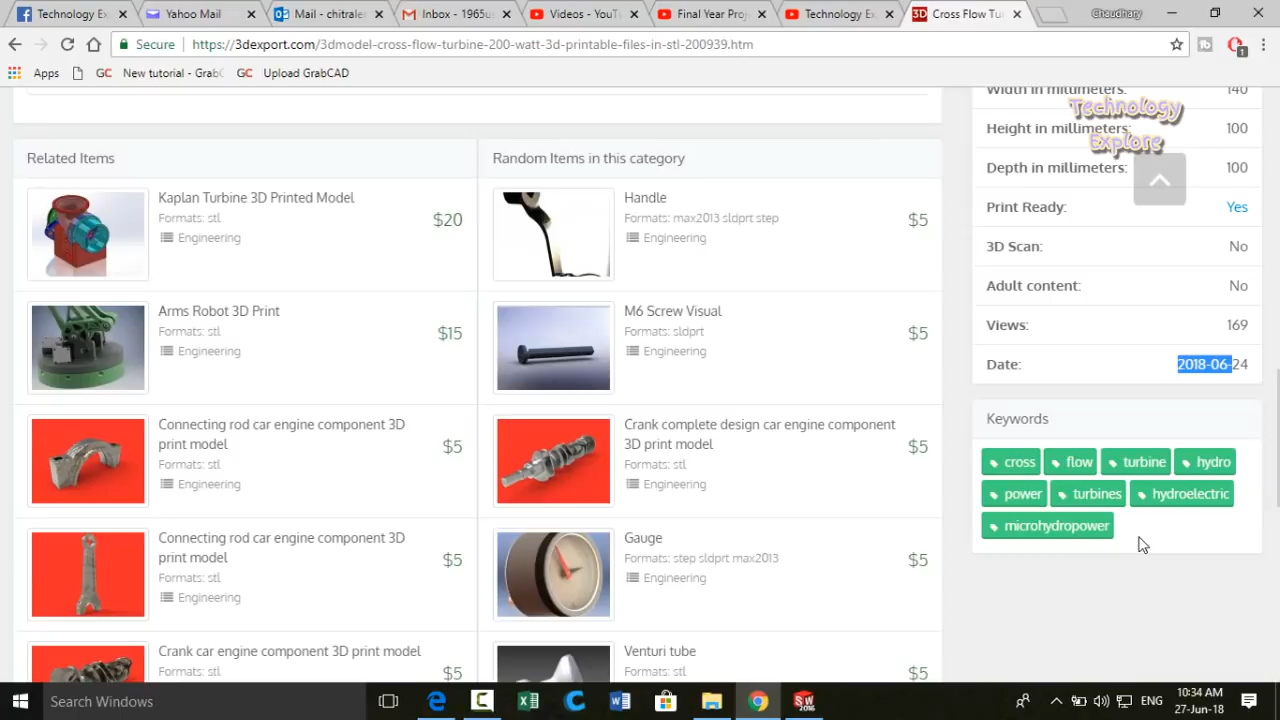 Technology Ex
Yahoo Mail
Mail - chitraler
Inbox - 1965us
Videos - YouTu
Final Year Proj
Technology Ex
3D Cross Flow Tur
Chaudhary
Secure
https://3dexport.com/3dmodel-cross-flow-turbine-200-watt-3d-printable-files-in-stl-200939.htm
Apps
GC New tutorial - GrabC
GC Upload GrabCAD
Width in millimeters: 140
Technology
Explore
Height in millimeters: 100
Depth in millimeters: 100
Print Ready: Yes
3D Scan: No
Adult content: No
Views: 169
Date: 2018-06-24
Keywords
cross flow turbine hydro
power turbines hydroelectric
microhydropower
Related Items
Kaplan Turbine 3D Printed Model
Formats: stl
$20
Engineering
Arms Robot 3D Print
Formats: stl
$15
Engineering
Connecting rod car engine component 3D
print model
$5
Formats: stl
Engineering
Connecting rod car engine component 3D
print model
$5
Formats: stl
Engineering
Crank car engine component 3D print model
Formats: stl
$5
Random Items in this category
Handle
Formats: max2013 sldprt step
$5
Engineering
M6 Screw Visual
Formats: sldprt
$5
Engineering
Crank complete design car engine component
3D print model
$5
Formats: stl
Engineering
Gauge
Formats: step sldprt max2013
$5
Engineering
Venturi tube
Formats: stl
$5
Search Windows
ENG
10:34 AM
27-Jun-18